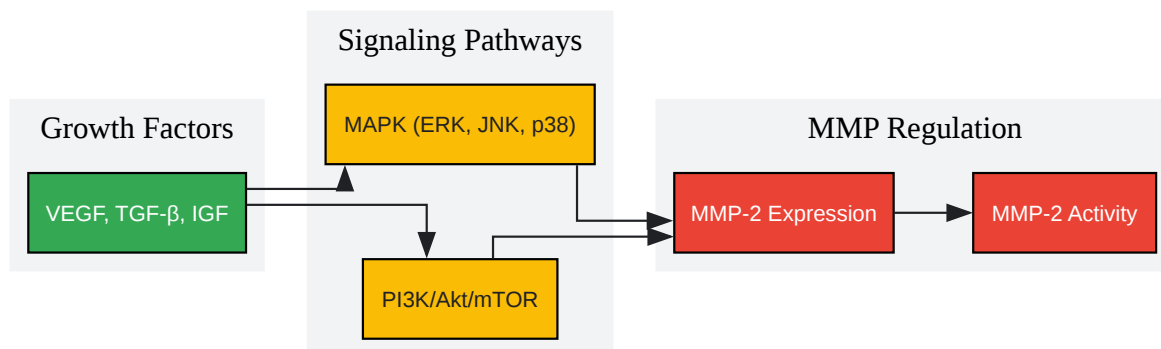 Growth Factors
VEGF, TGF-β, IGF
Signaling Pathways
MAPK (ERK, JNK, p38)
PI3K/Akt/mTOR
MMP Regulation
MMP-2 Expression
MMP-2 Activity